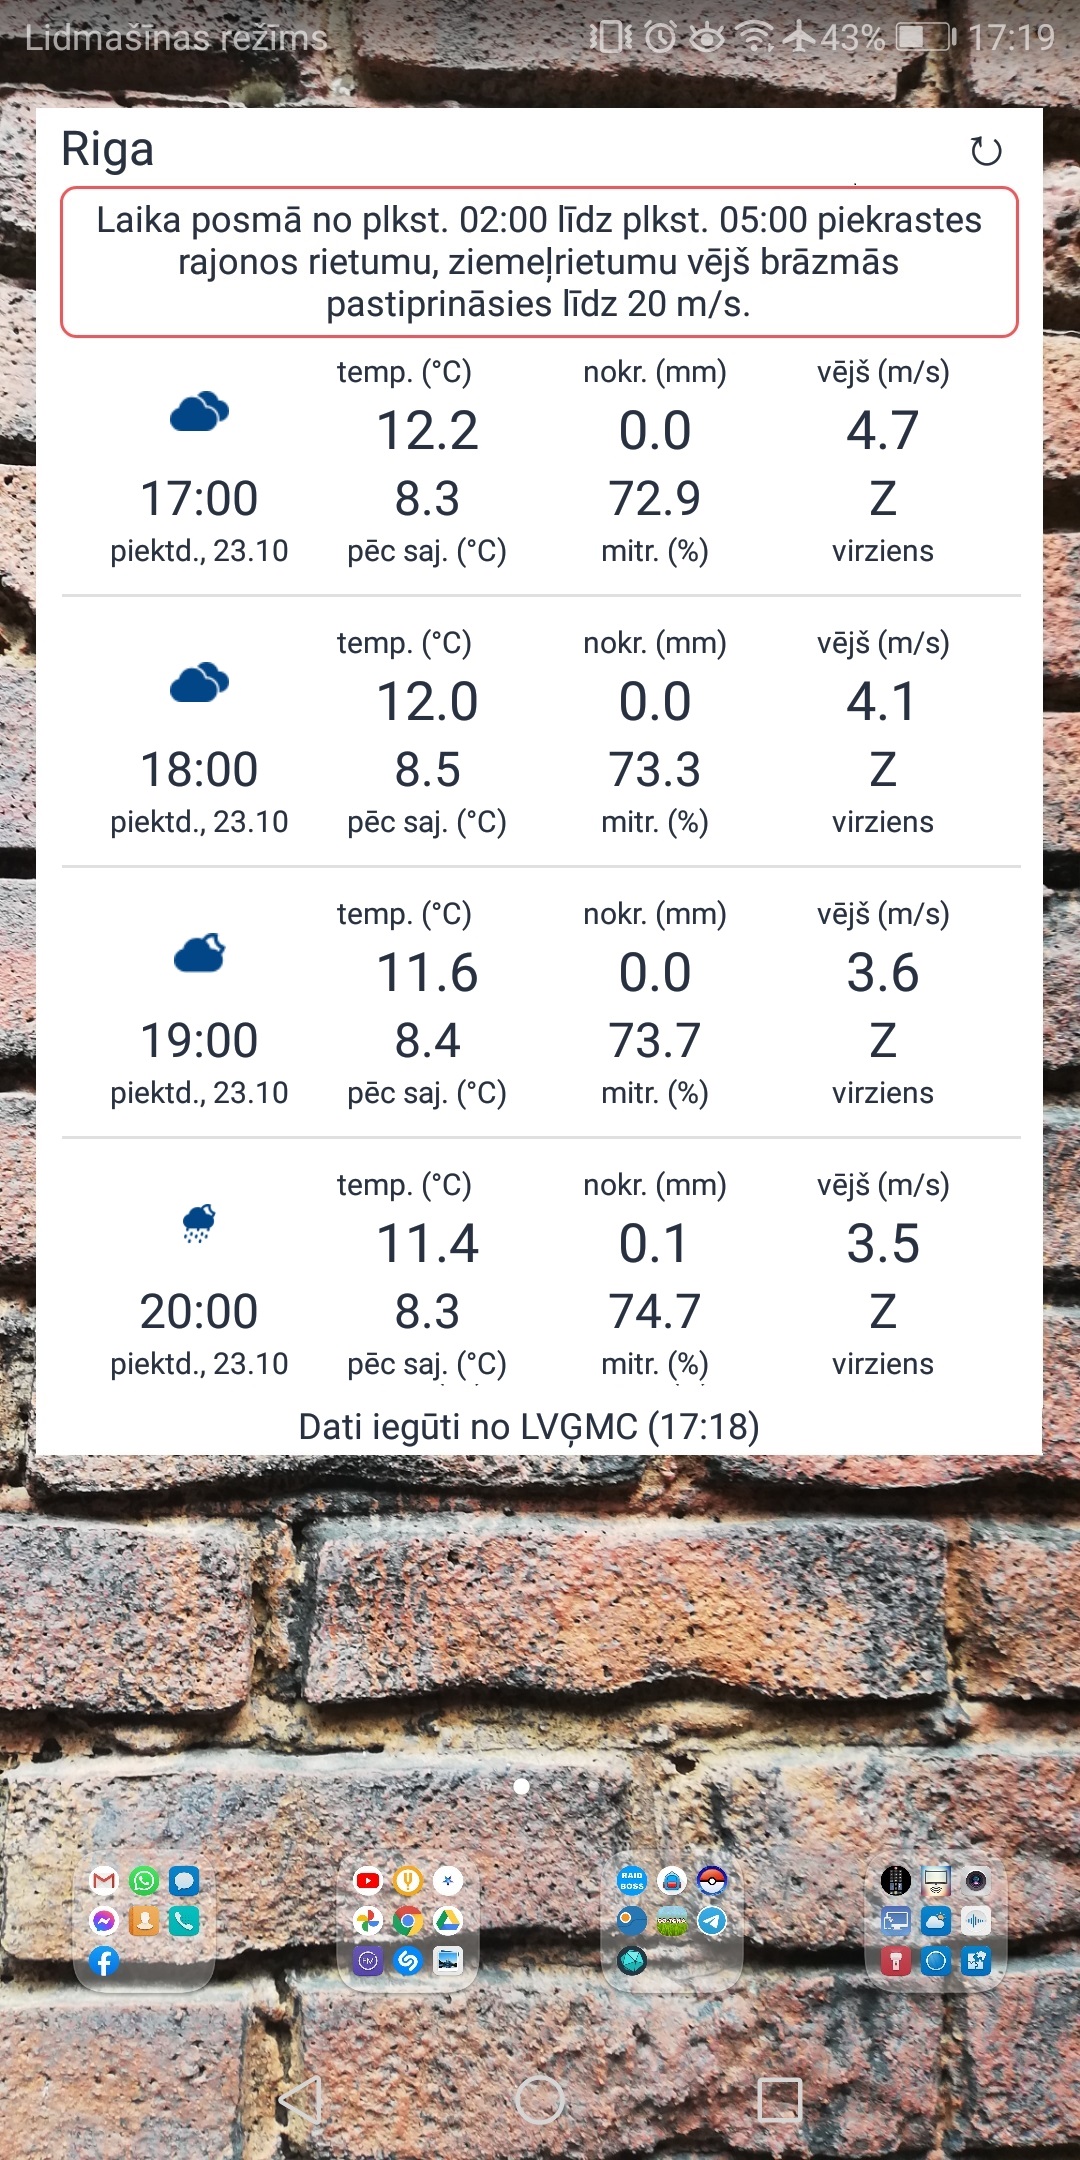 Lidmašīnas režīms 43% 17:19
Riga
Laika posmā no plkst. 02:00 līdz plkst. 05:00 piekrastes
rajonos rietumu, ziemeļrietumu vējš brāzmās
pastiprināsies līdz 20 m/s.
temp. (°C) nokr. (mm) vējš (m/s)
12.2 0.0 4.7
17:00 8.3 72.9 Z
piektd., 23.10 pēc saj. (°C) mitr. (%) virziens
temp. (°C) nokr. (mm) vējš (m/s)
12.0 0.0 4.1
18:00 8.5 73.3 Z
piektd., 23.10 pēc saj. (°C) mitr. (%) virziens
temp. (°C) nokr. (mm) vējš (m/s)
11.6 0.0 3.6
19:00 8.4 73.7 Z
piektd., 23.10 pēc saj. (°C) mitr. (%) virziens
temp. (°C) nokr. (mm) vējš (m/s)
11.4 0.1 3.5
20:00 8.3 74.7 Z
piektd., 23.10 pēc saj. (°C) mitr. (%) virziens
Dati iegūti no LVĢMC (17:18)
RAID
BOSS